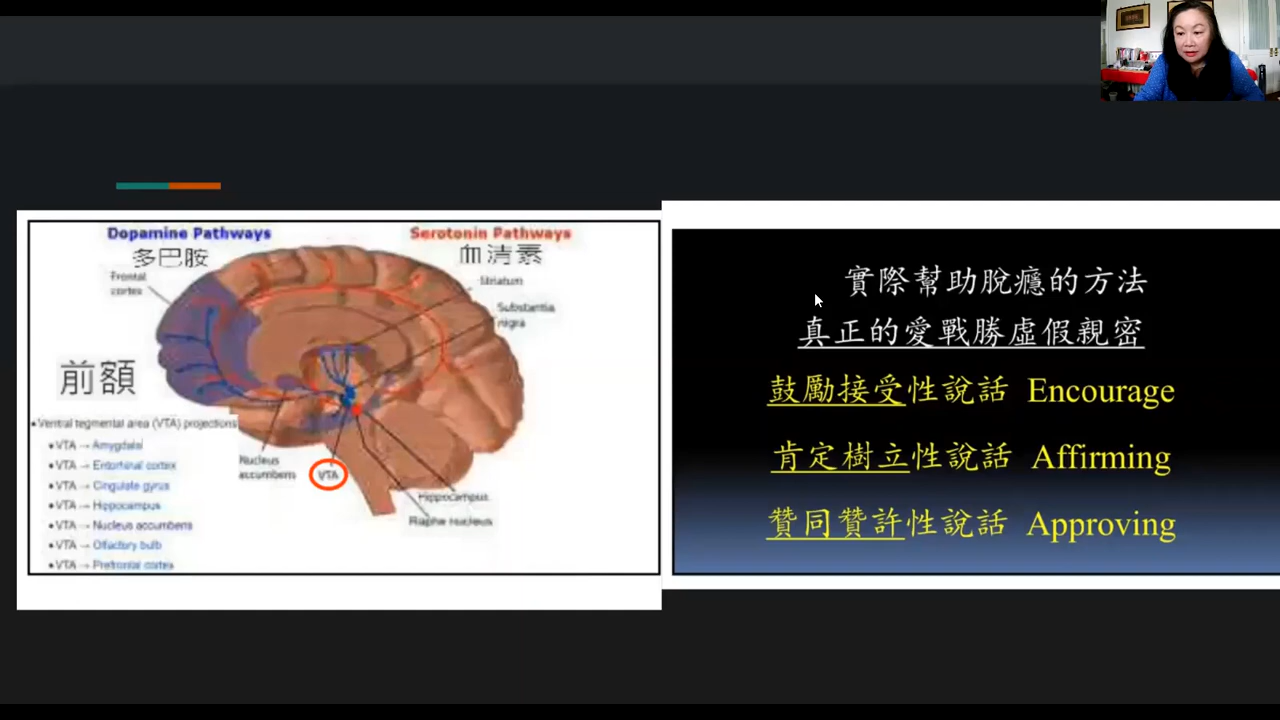 Dopamine Pathways
多巴胺
Serotonin Pathways
血清素
Frontal
cortex
Striatum
Substantia
nigra
前額
•Ventral tegmental area (VTA) projections
•VTA → Amygdala
•VTA → Entorhinal cortex
•VTA → Cingulate gyrus
•VTA → Hippocampus
•VTA → Nucleus accumbens
•VTA → Olfactory bulb
•VTA → Prefrontal cortex
Nucleus
accumbens
VTA
Hippocampus
Raphe nucleus
實際幫助脫癮的方法
真正的愛戰勝虛假親密
鼓勵接受性說話 Encourage
肯定樹立性說話 Affirming
贊同贊許性說話 Approving